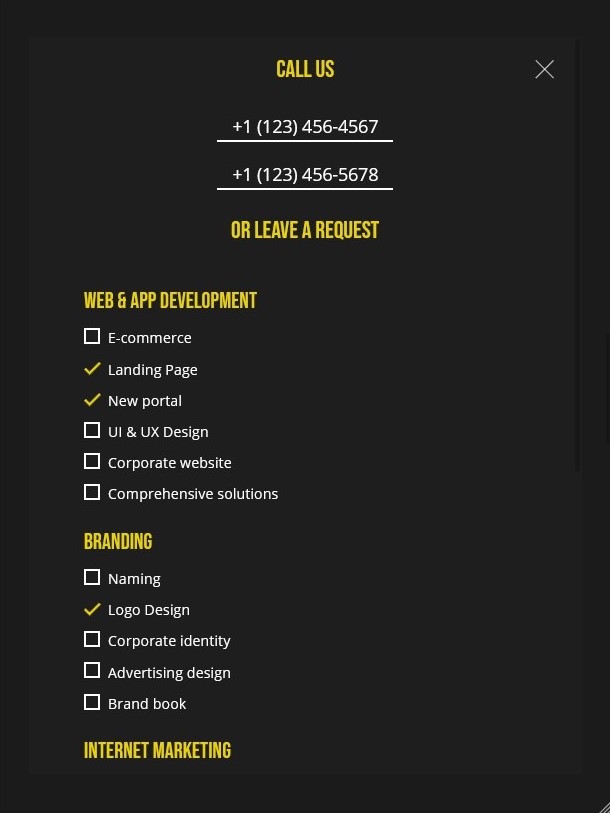 CALL US
+1 (123) 456-4567
+1 (123) 456-5678
OR LEAVE A REQUEST
WEB & APP DEVELOPMENT
E-commerce
Landing Page
New portal
UI & UX Design
Corporate website
Comprehensive solutions
BRANDING
Naming
Logo Design
Corporate identity
Advertising design
Brand book
INTERNET MARKETING